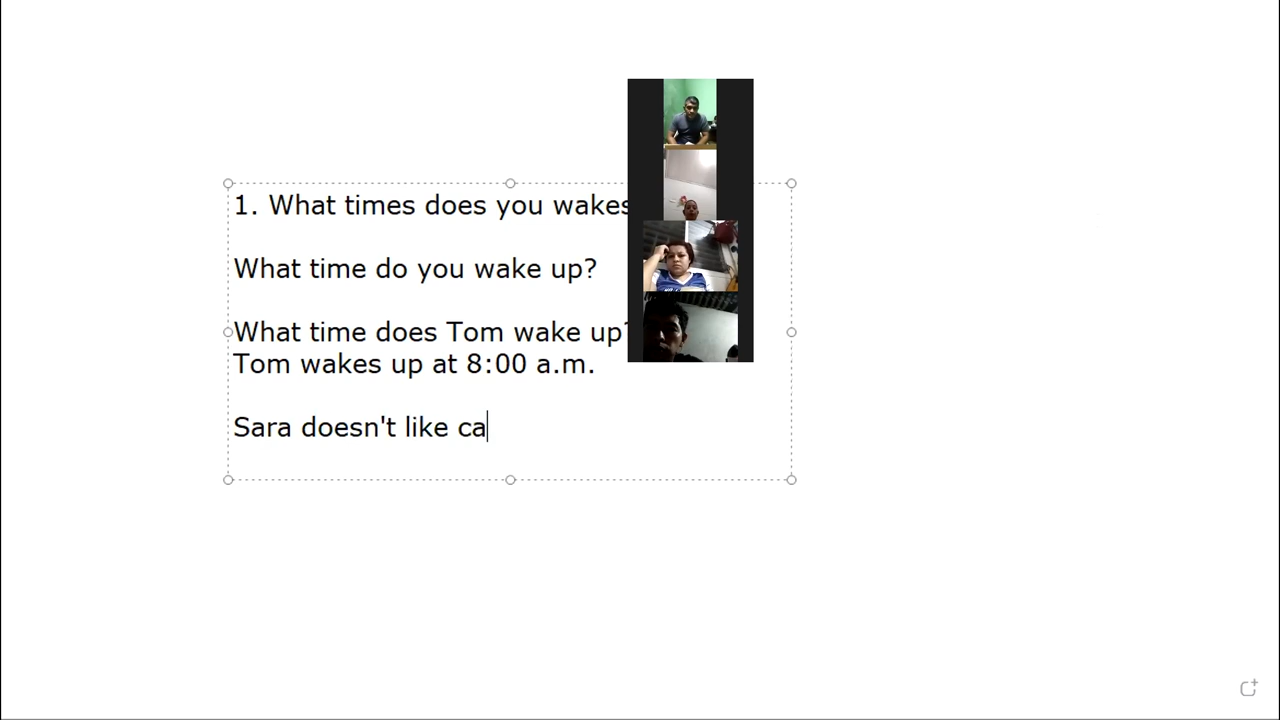 1. What times does you wakes
What time do you wake up?
What time does Tom wake up?
Tom wakes up at 8:00 a.m.
Sara doesn't like ca